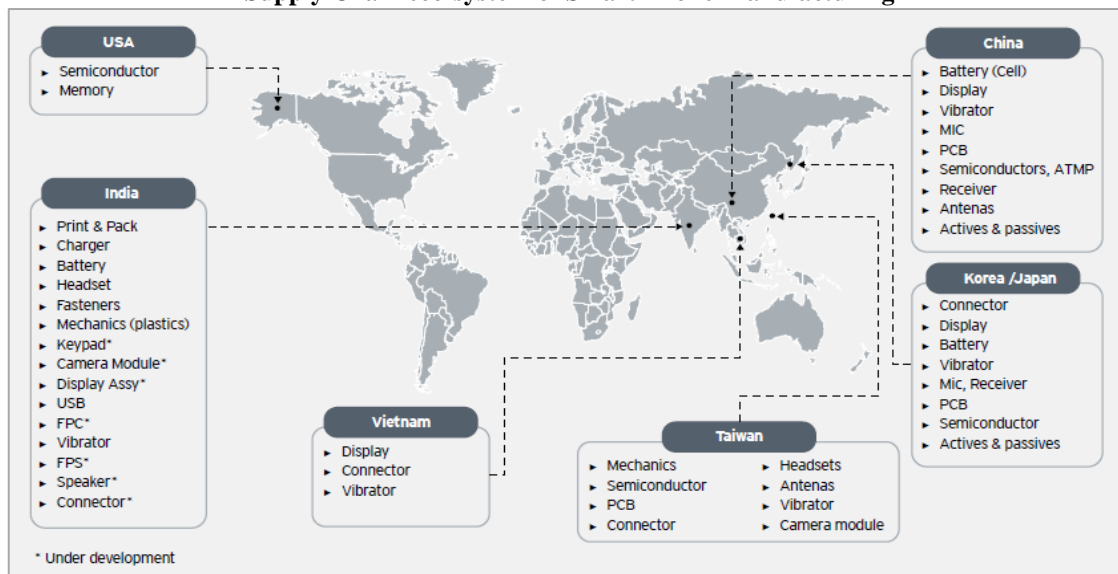 USA
► Semiconductor
► Memory
India
► Print & Pack
► Charger
► Battery
► Headset
► Fasteners
► Mechanics (plastics)
► Keypad*
► Camera Module*
► Display Assy*
► USB
► FPC*
► Vibrator
► FPS*
► Speaker*
► Connector*
* Under development
Vietnam
► Display
► Connector
► Vibrator
Taiwan
► Mechanics
► Semiconductor
► PCB
► Connector
► Headsets
► Antenas
► Vibrator
► Camera module
China
► Battery (Cell)
► Display
► Vibrator
► MIC
► PCB
► Semiconductors, ATMP
► Receiver
► Antenas
► Actives & passives
Korea /Japan
► Connector
► Display
► Battery
► Vibrator
► Mic, Receiver
► PCB
► Semiconductor
► Actives & passives